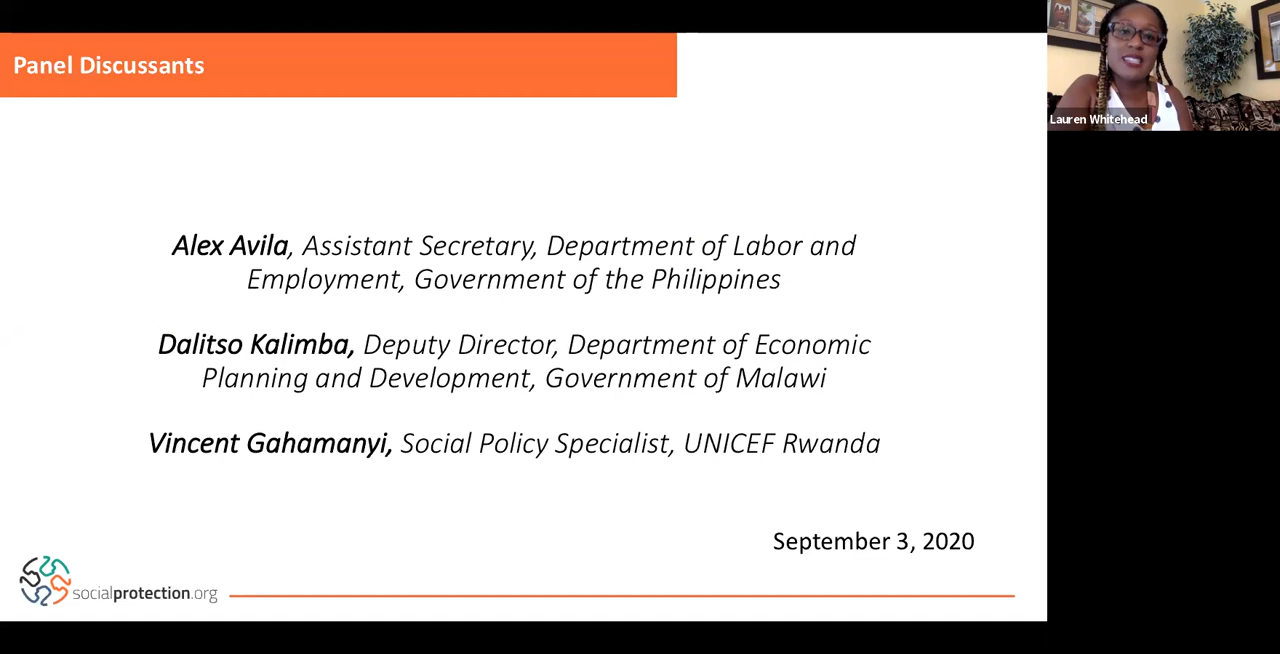 Panel Discussants
Lauren Whitehead
Alex Avila, Assistant Secretary, Department of Labor and
Employment, Government of the Philippines
Dalitso Kalimba, Deputy Director, Department of Economic
Planning and Development, Government of Malawi
Vincent Gahamanyi, Social Policy Specialist, UNICEF Rwanda
September 3, 2020
socialprotection.org